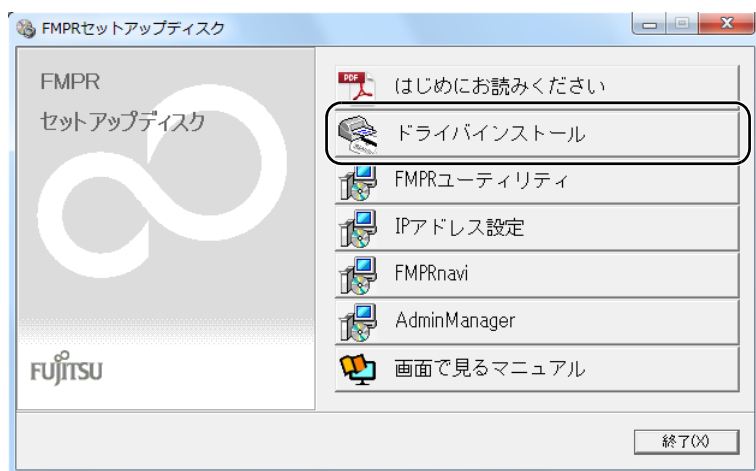 FMPRセットアップディスク
FMPR
セットアップディスク
FUJITSU
PDF
はじめにお読みください
ドライバインストール
FMPRユーティリティ
IPアドレス設定
FMPRnavi
AdminManager
画面で見るマニュアル
終了(X)